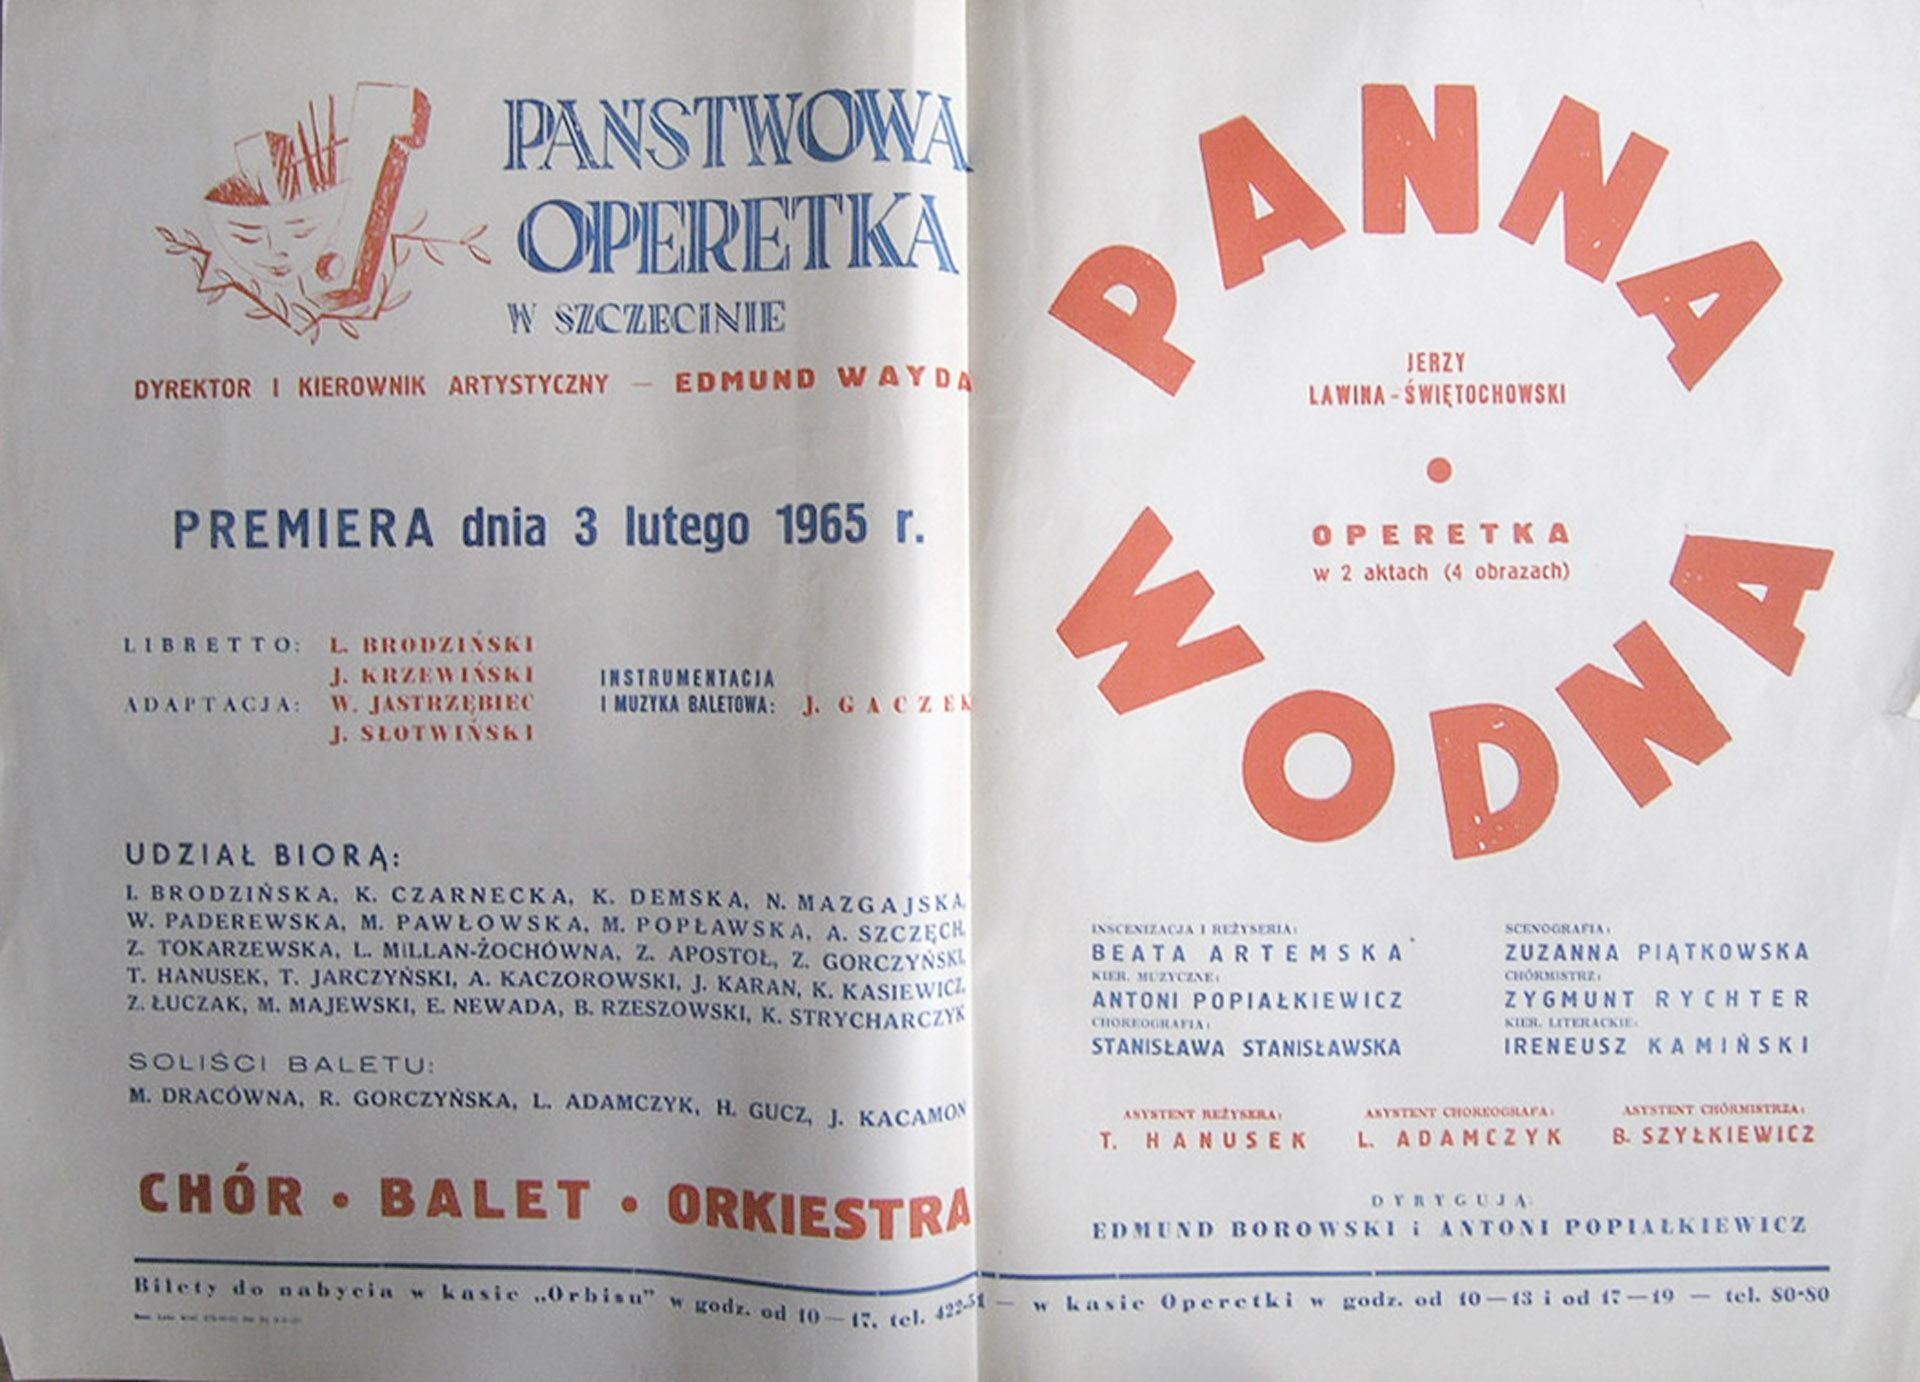 PAŃSTWOWA
OPERETKA
W SZCZECINIE
DYREKTOR I KIEROWNIK ARTYSTYCZNY — EDMUND WAYDA
PREMIERA dnia 3 lutego 1965 r.
LIBRETTO: L. BRODZIŃSKI
J. KRZEWIŃSKI
ADAPTACJA: W. JASTRZĘBIEC
J. SŁOTWIŃSKI
INSTRUMENTACJA
I MUZYKA BALETOWA: J. GACZEK
UDZIAŁ BIORĄ:
I. BRODZIŃSKA, K. CZARNECKA, K. DEMSKA, N. MAZGAJSKA,
W. PADEREWSKA, M. PAWŁOWSKA, M. POPŁAWSKA, A. SZCZĘCH,
Z. TOKARZEWSKA, L. MILLAN-ŻOCHÓWNA, Z. APOSTOŁ, Z. GORCZYŃSKI,
T. HANUSEK, T. JARCZYŃSKI, A. KACZOROWSKI, J. KARAN, K. KASIEWICZ,
Z. ŁUCZAK, M. MAJEWSKI, E. NEWADA, B. RZESZOWSKI, K. STRYCHARCZYK
SOLIŚCI BALETU:
M. DRACÓWNA, R. GORCZYŃSKA, L. ADAMCZYK, H. GUCZ, J. KACAMON
CHÓR • BALET • ORKIESTRA
PANNA
JERZY
LAWINA-ŚWIĘTOCHOWSKI
•
OPERETKA
w 2 aktach (4 obrazach)
WODNA
INSCENIZACJA I REŻYSERIA:
BEATA ARTEMSKA
KIER. MUZYCZNE:
ANTONI POPIAŁKIEWICZ
CHOREOGRAFIA:
STANISŁAWA STANISŁAWSKA
SCENOGRAFIA:
ZUZANNA PIĄTKOWSKA
CHÓRMISTRZ:
ZYGMUNT RYCHTER
KIER. LITERACKIE:
IRENEUSZ KAMIŃSKI
ASYSTENT REŻYSERA:
T. HANUSEK
ASYSTENT CHOREOGRAFA:
L. ADAMCZYK
ASYSTENT CHÓRMISTRZA:
B. SZYŁKIEWICZ
DYRYGUJĄ:
EDMUND BOROWSKI i ANTONI POPIAŁKIEWICZ
Bilety do nabycia w kasie „Orbisu” w godz. od 10—17, tel. 422-51 — w kasie Operetki w godz. od 10—13 i od 17—19 — tel. 80-80